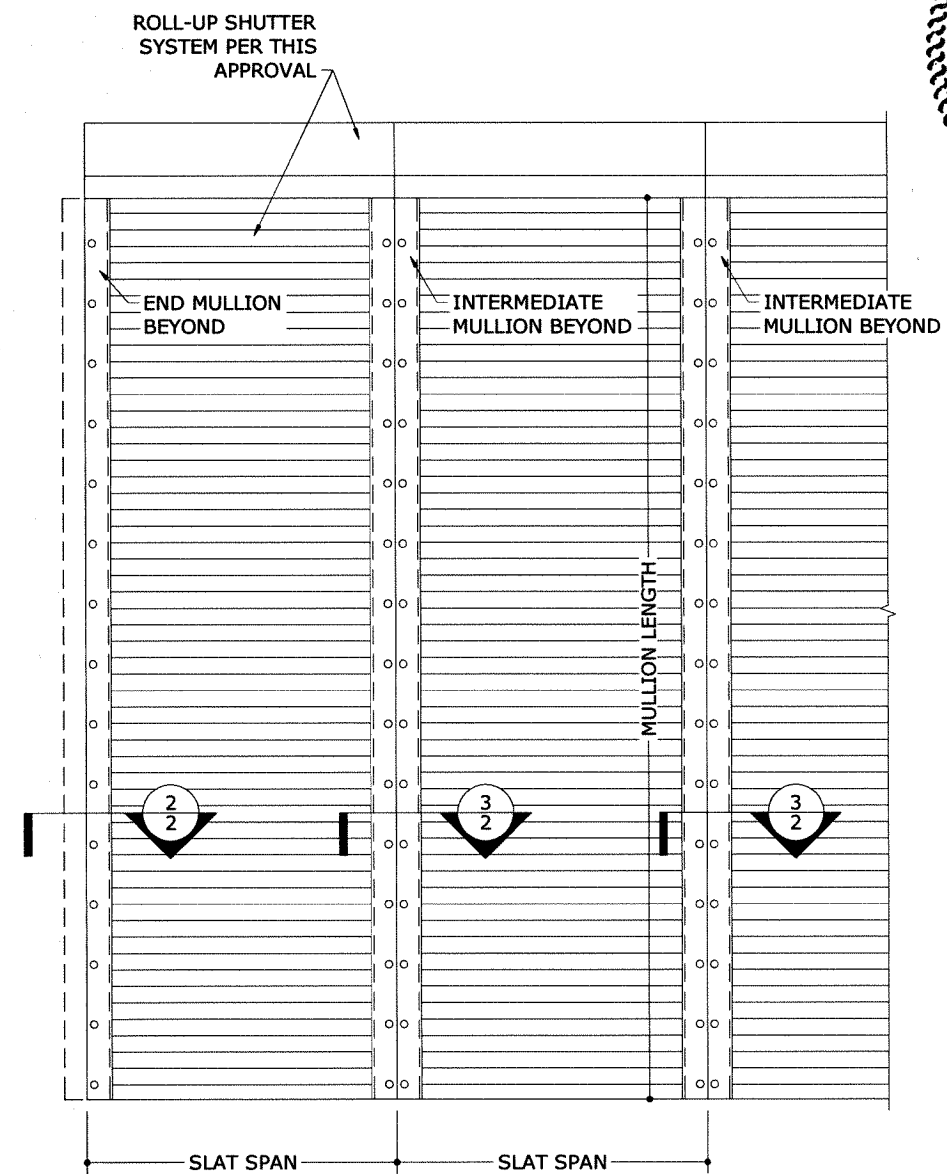 ROLL-UP SHUTTER
SYSTEM PER THIS
APPROVAL
END MULLION
BEYOND
INTERMEDIATE
MULLION BEYOND
INTERMEDIATE
MULLION BEYOND
MULLION LENGTH
2
2
3
2
3
2
SLAT SPAN
SLAT SPAN